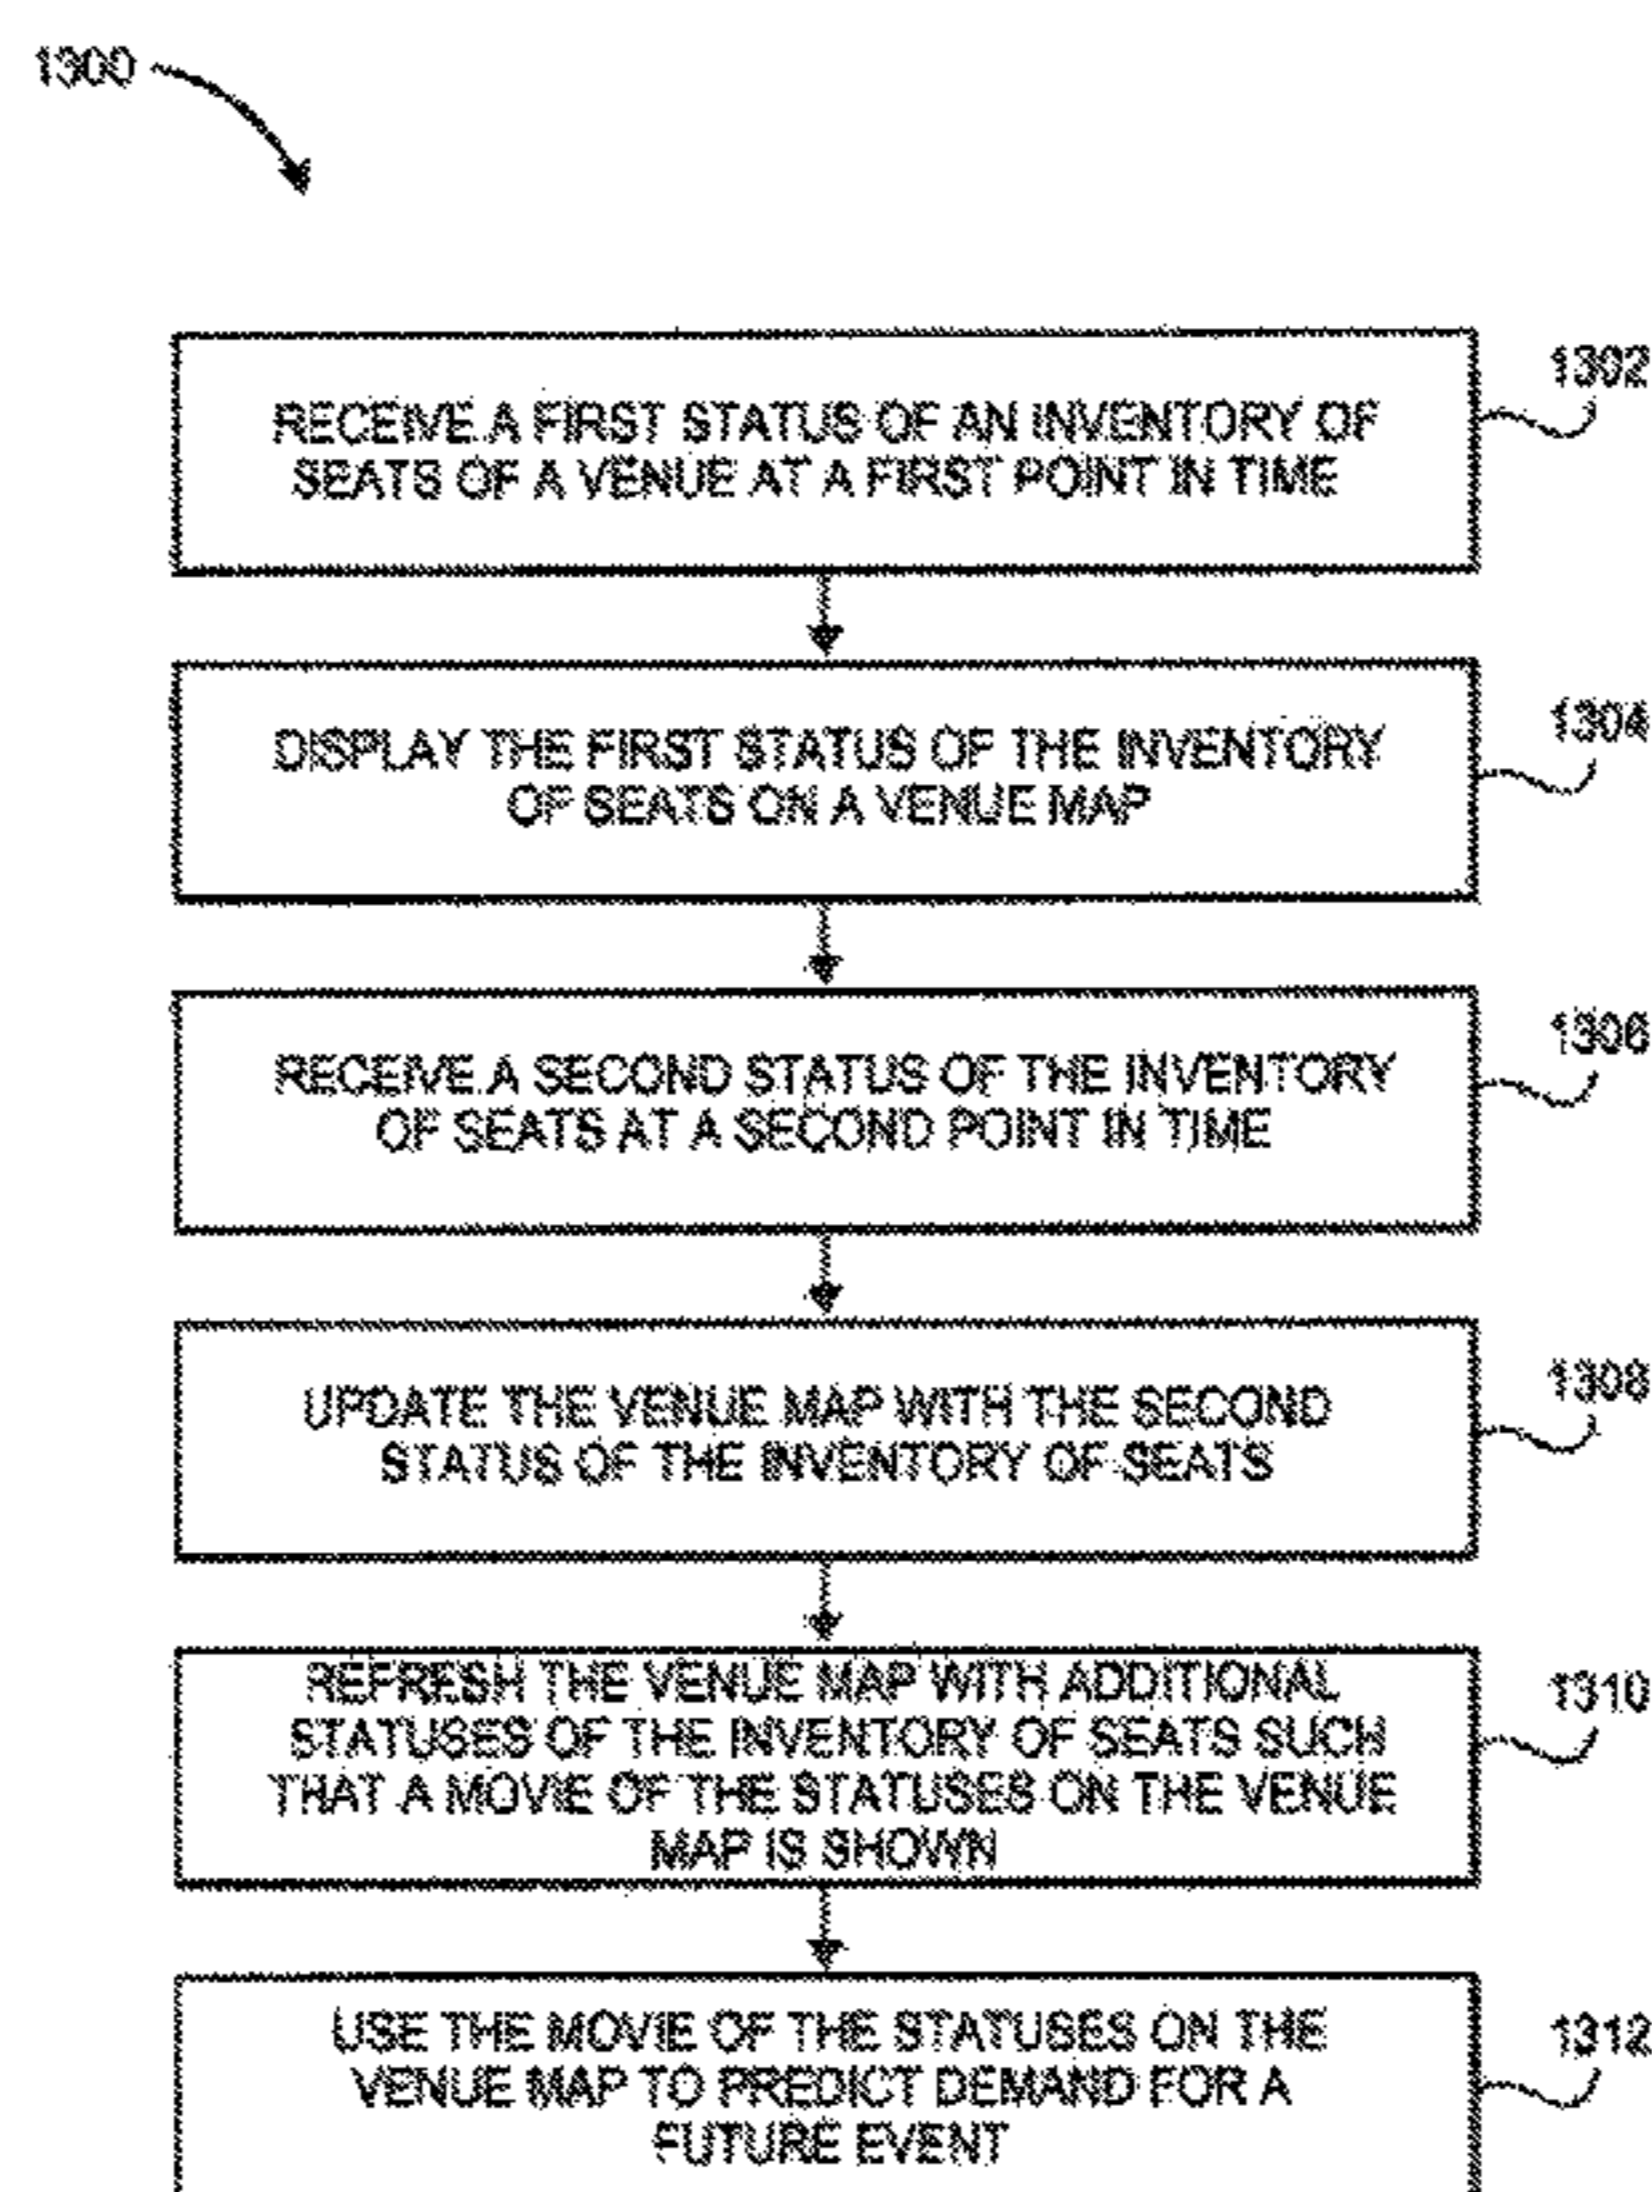 1300
RECEIVE A FIRST STATUS OF AN INVENTORY OF
SEATS OF A VENUE AT A FIRST POINT IN TIME
1302
DISPLAY THE FIRST STATUS OF THE INVENTORY
OF SEATS ON A VENUE MAP
1304
RECEIVE A SECOND STATUS OF THE INVENTORY
OF SEATS AT A SECOND POINT IN TIME
1306
UPDATE THE VENUE MAP WITH THE SECOND
STATUS OF THE INVENTORY OF SEATS
1308
REFRESH THE VENUE MAP WITH ADDITIONAL
STATUSES OF THE INVENTORY OF SEATS SUCH
THAT A MOVIE OF THE STATUSES ON THE VENUE
MAP IS SHOWN
1310
USE THE MOVIE OF THE STATUSES ON THE
VENUE MAP TO PREDICT DEMAND FOR A
FUTURE EVENT
1312